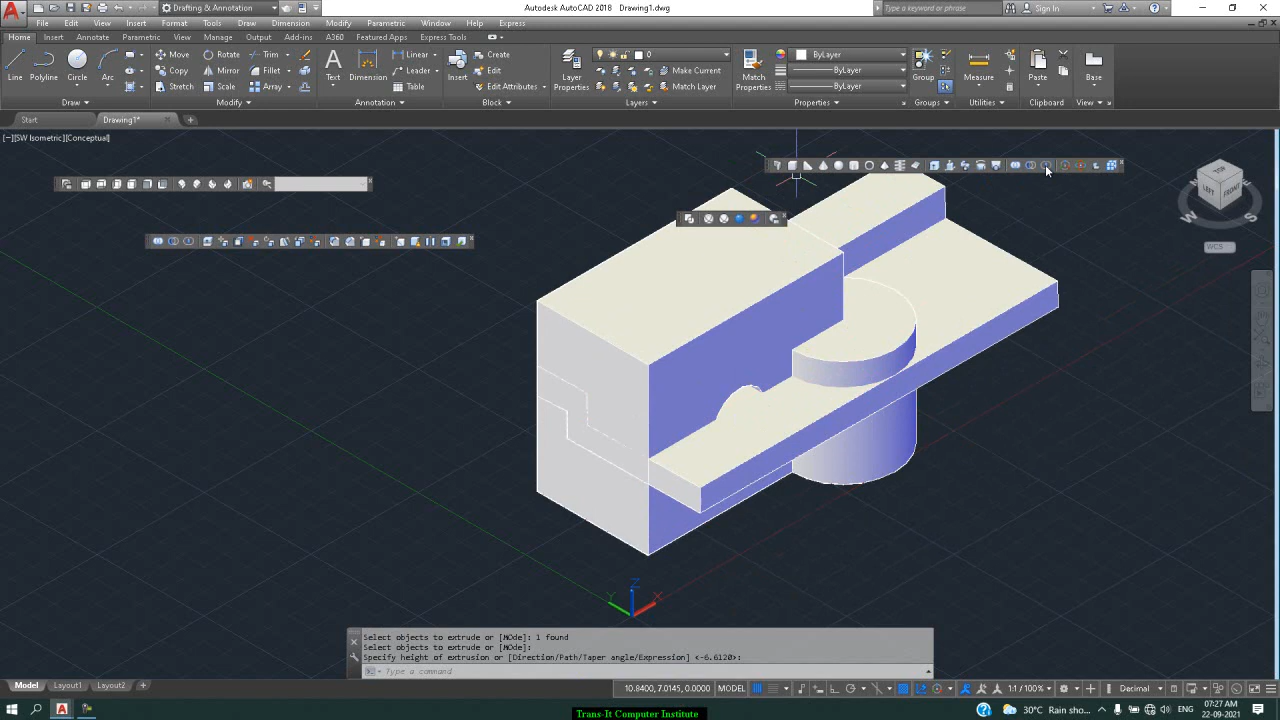 Drafting & Annotation
Autodesk AutoCAD 2018 Drawing1.dwg
Type a keyword or phrase
Sign In
File Edit View Insert Format Tools Draw Dimension Modify Parametric Window Help Express
Home Insert Annotate Parametric View Manage Output Add-ins A360 Featured Apps Express Tools
Move Rotate Trim
Linear
Create
0
ByLayer
Line Polyline Circle Arc
Copy Mirror Fillet
Text Dimension
Leader
Insert
Edit
Layer Properties
Make Current
Match Properties
ByLayer
Group
Measure
Paste
Base
Stretch Scale Array
Table
Edit Attributes
Match Layer
ByLayer
Draw Modify Annotation Block Layers Properties Groups Utilities Clipboard View
Start Drawing1*
[−][SW Isometric][Conceptual]
TOP
LEFT FRONT
W S
WCS
Z
Y X
Select objects to extrude or [MOde]: 1 found
Select objects to extrude or [MOde]:
Specify height of extrusion or [Direction/Path/Taper angle/Expression] <-6.6120>:
Type a command
Model Layout1 Layout2
10.8400, 7.0145, 0.0000 MODEL
1:1 / 100%
Decimal
30°C Rain sho...
ENG
07:27 AM
22-09-2021
Trans-It Computer Institute